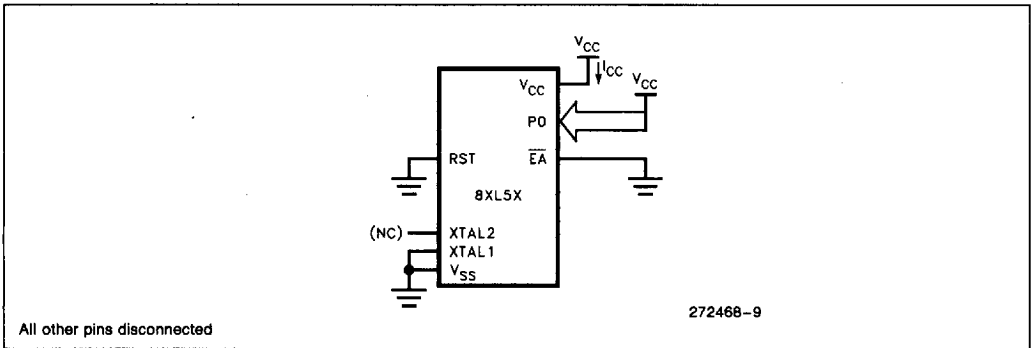 VCC
ICC
VCC
VCC
P0
RST
EA
8XL5X
(NC)
XTAL2
XTAL1
VSS
272468-9
All other pins disconnected